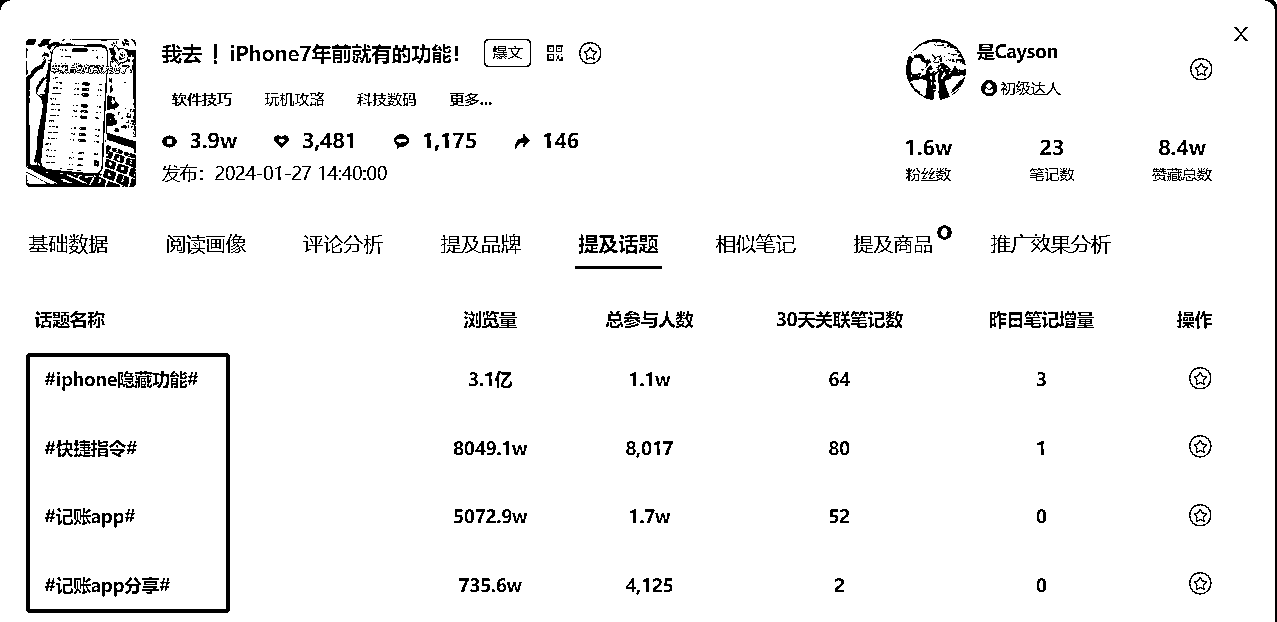 我去 ┃ iPhone7年前就有的功能! 爆文
软件技巧 玩机攻路 科技数码 更多...
3.9w 3,481 1,175 146
发布：2024-01-27 14:40:00
X
是Cayson
初级达人
1.6w 23 8.4w
粉丝数 笔记数 赞藏总数
基础数据 阅读画像 评论分析 提及品牌 提及话题 相似笔记 提及商品 推广效果分析
话题名称 浏览量 总参与人数 30天关联笔记数 昨日笔记增量 操作
#iphone隐藏功能# 3.1亿 1.1w 64 3
#快捷指令# 8049.1w 8,017 80 1
#记账app# 5072.9w 1.7w 52 0
#记账app分享# 735.6w 4,125 2 0